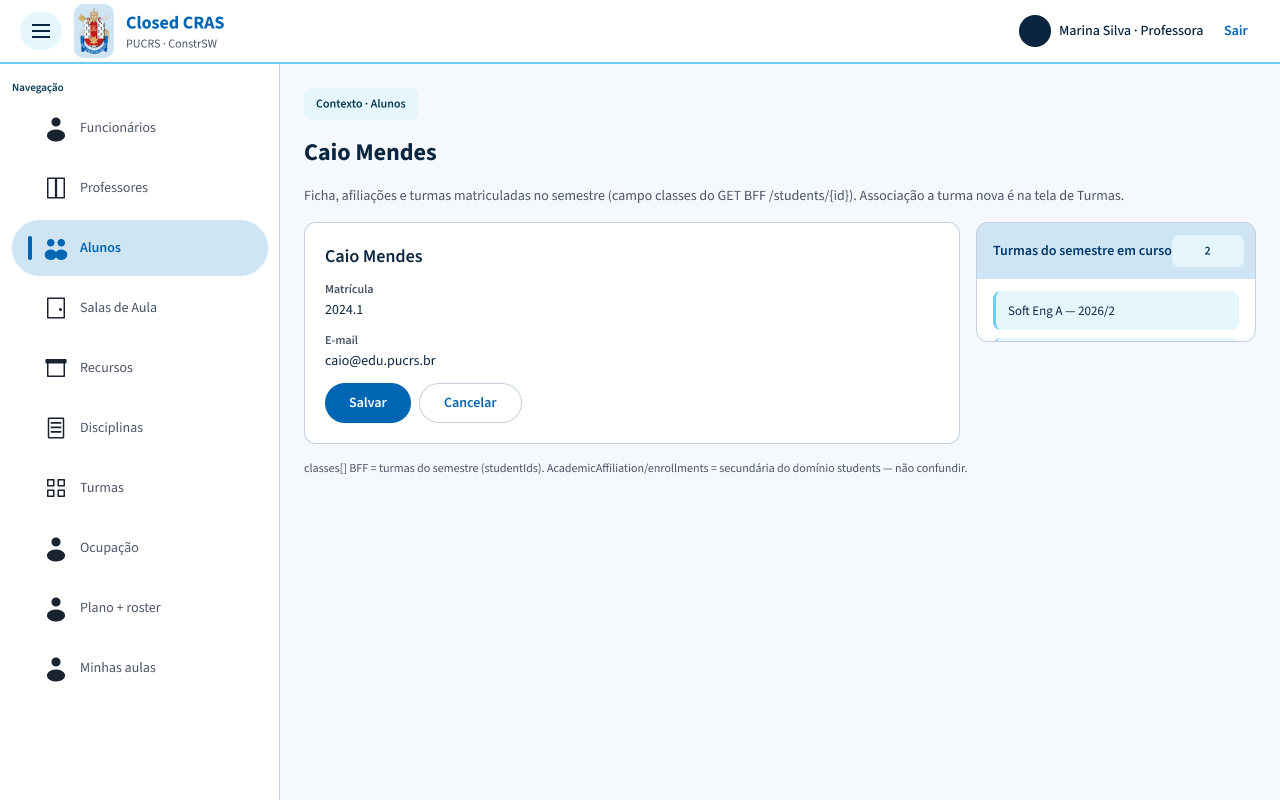 Closed CRAS
PUCRS · ConstrSW
Marina Silva · Professora
Sair
Navegação
Funcionários
Professores
Alunos
Salas de Aula
Recursos
Disciplinas
Turmas
Ocupação
Plano + roster
Minhas aulas
Contexto · Alunos
Caio Mendes
Ficha, afiliações e turmas matriculadas no semestre (campo classes do GET BFF /students/{id}). Associação a turma nova é na tela de Turmas.
Caio Mendes
Matrícula
2024.1
E-mail
caio@edu.pucrs.br
Salvar
Cancelar
Turmas do semestre em curso
2
Soft Eng A — 2026/2
classes[] BFF = turmas do semestre (studentIds). AcademicAffiliation/enrollments = secundária do domínio students — não confundir.